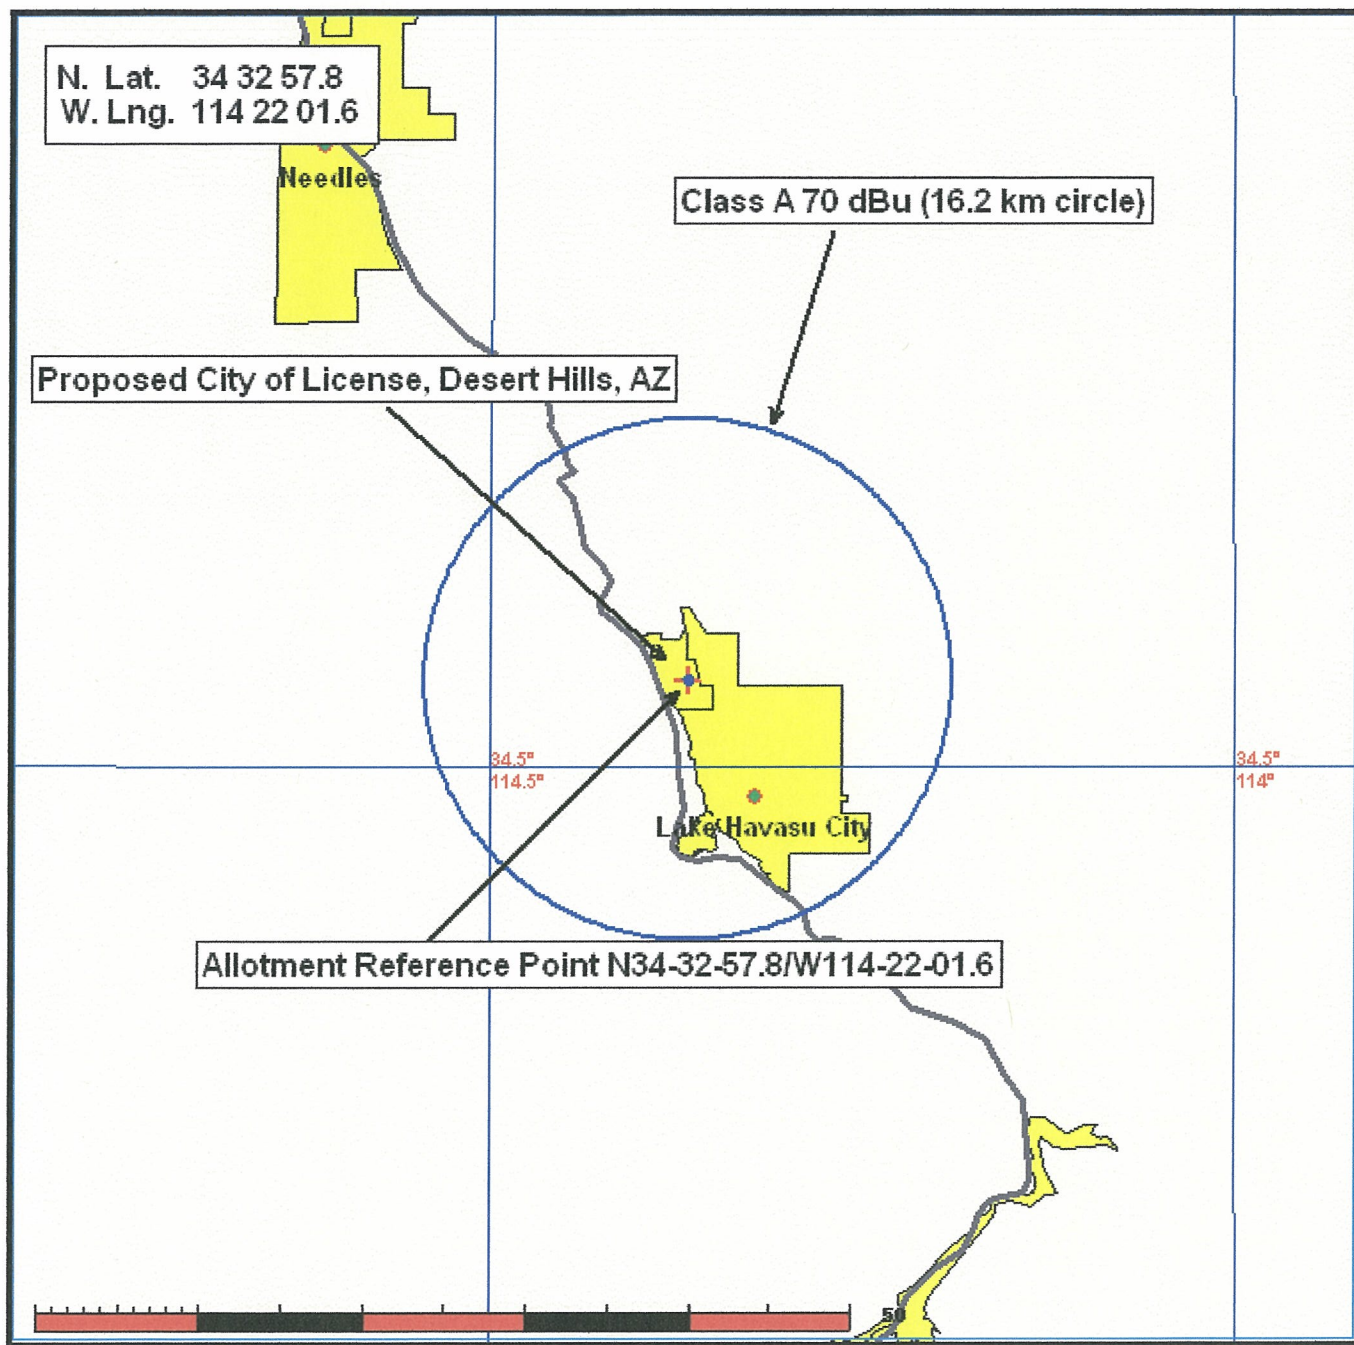 N. Lat. 34 32 57.8
W. Lng. 114 22 01.6
Needles
Class A 70 dBu (16.2 km circle)
Proposed City of License, Desert Hills, AZ
34.5°
114.5°
34.5°
114°
Lake Havasu City
Allotment Reference Point N34-32-57.8/W114-22-01.6
50